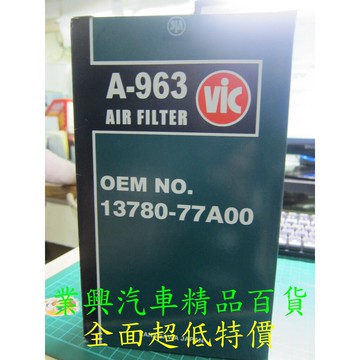 A-963
VIC
AIR FILTER
OEM NO.
13780-77A00
業興汽車精品百貨
全面超低特價